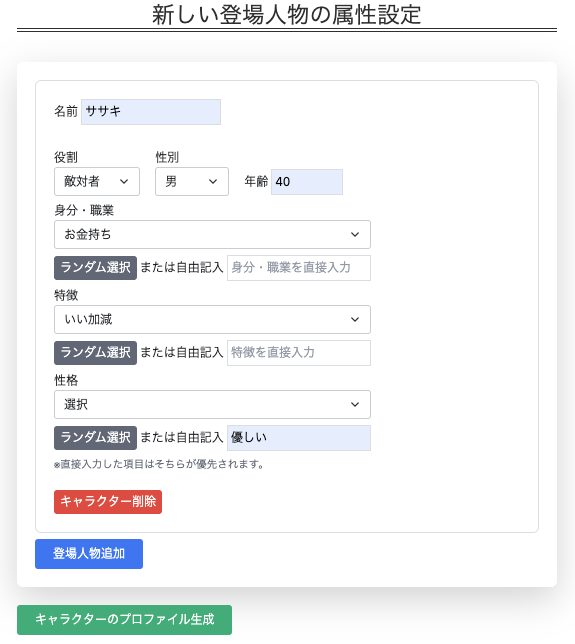 新しい登場人物の属性設定
名前 ササキ
役割 性別
敵対者 男 年齢 40
身分・職業
お金持ち
ランダム選択 または自由記入 身分・職業を直接入力
特徴
いい加減
ランダム選択 または自由記入 特徴を直接入力
性格
選択
ランダム選択 または自由記入 優しい
※直接入力した項目はそちらが優先されます。
キャラクター削除
登場人物追加
キャラクターのプロファイル生成